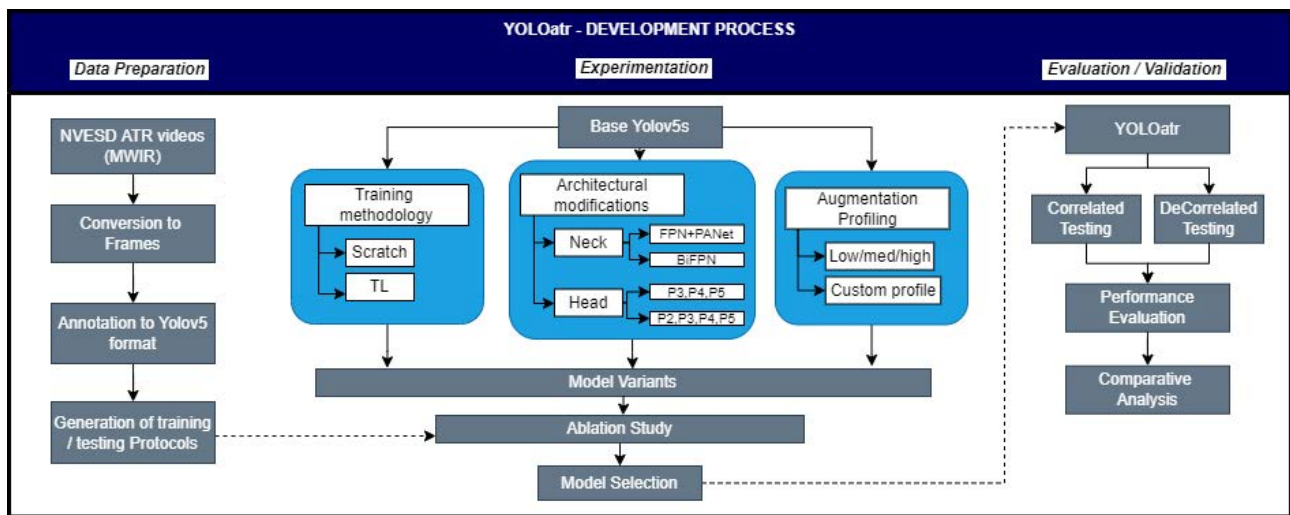 YOLOatr - DEVELOPMENT PROCESS
Data Preparation
Experimentation
Evaluation / Validation
NVESD ATR videos
(MWIR)
Conversion to
Frames
Annotation to Yolov5
format
Generation of training
/ testing Protocols
Base Yolov5s
Training
methodology
Scratch
TL
Architectural
modifications
Neck
FPN+PANet
BiFPN
Head
P3,P4,P5
P2,P3,P4,P5
Augmentation
Profiling
Low/med/high
Custom profile
Model Variants
Ablation Study
Model Selection
YOLOatr
Correlated
Testing
DeCorrelated
Testing
Performance
Evaluation
Comparative
Analysis